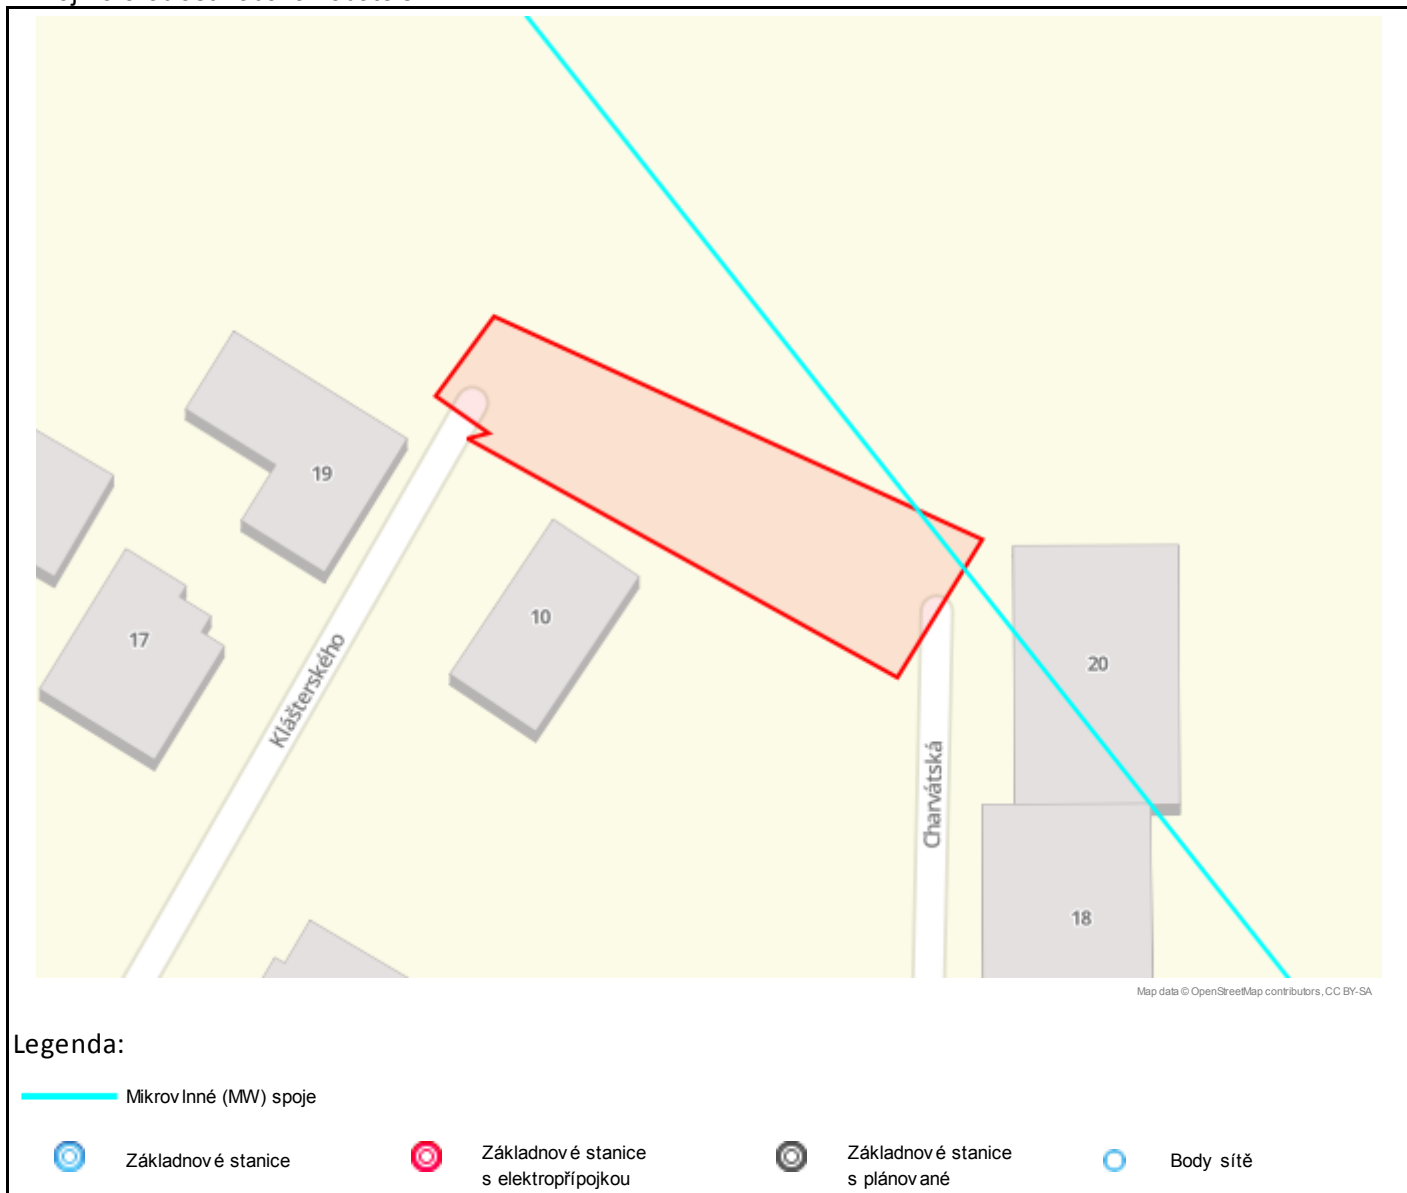 19
17
10
Klášterského
20
Charvátská
18
Map data © OpenStreetMap contributors, CC BY-SA
Legenda:
Mikrovlnné (MW) spoje
Základnové stanice
Základnové stanice
s elektropřípojkou
Základnové stanice
s plánované
Body sítě